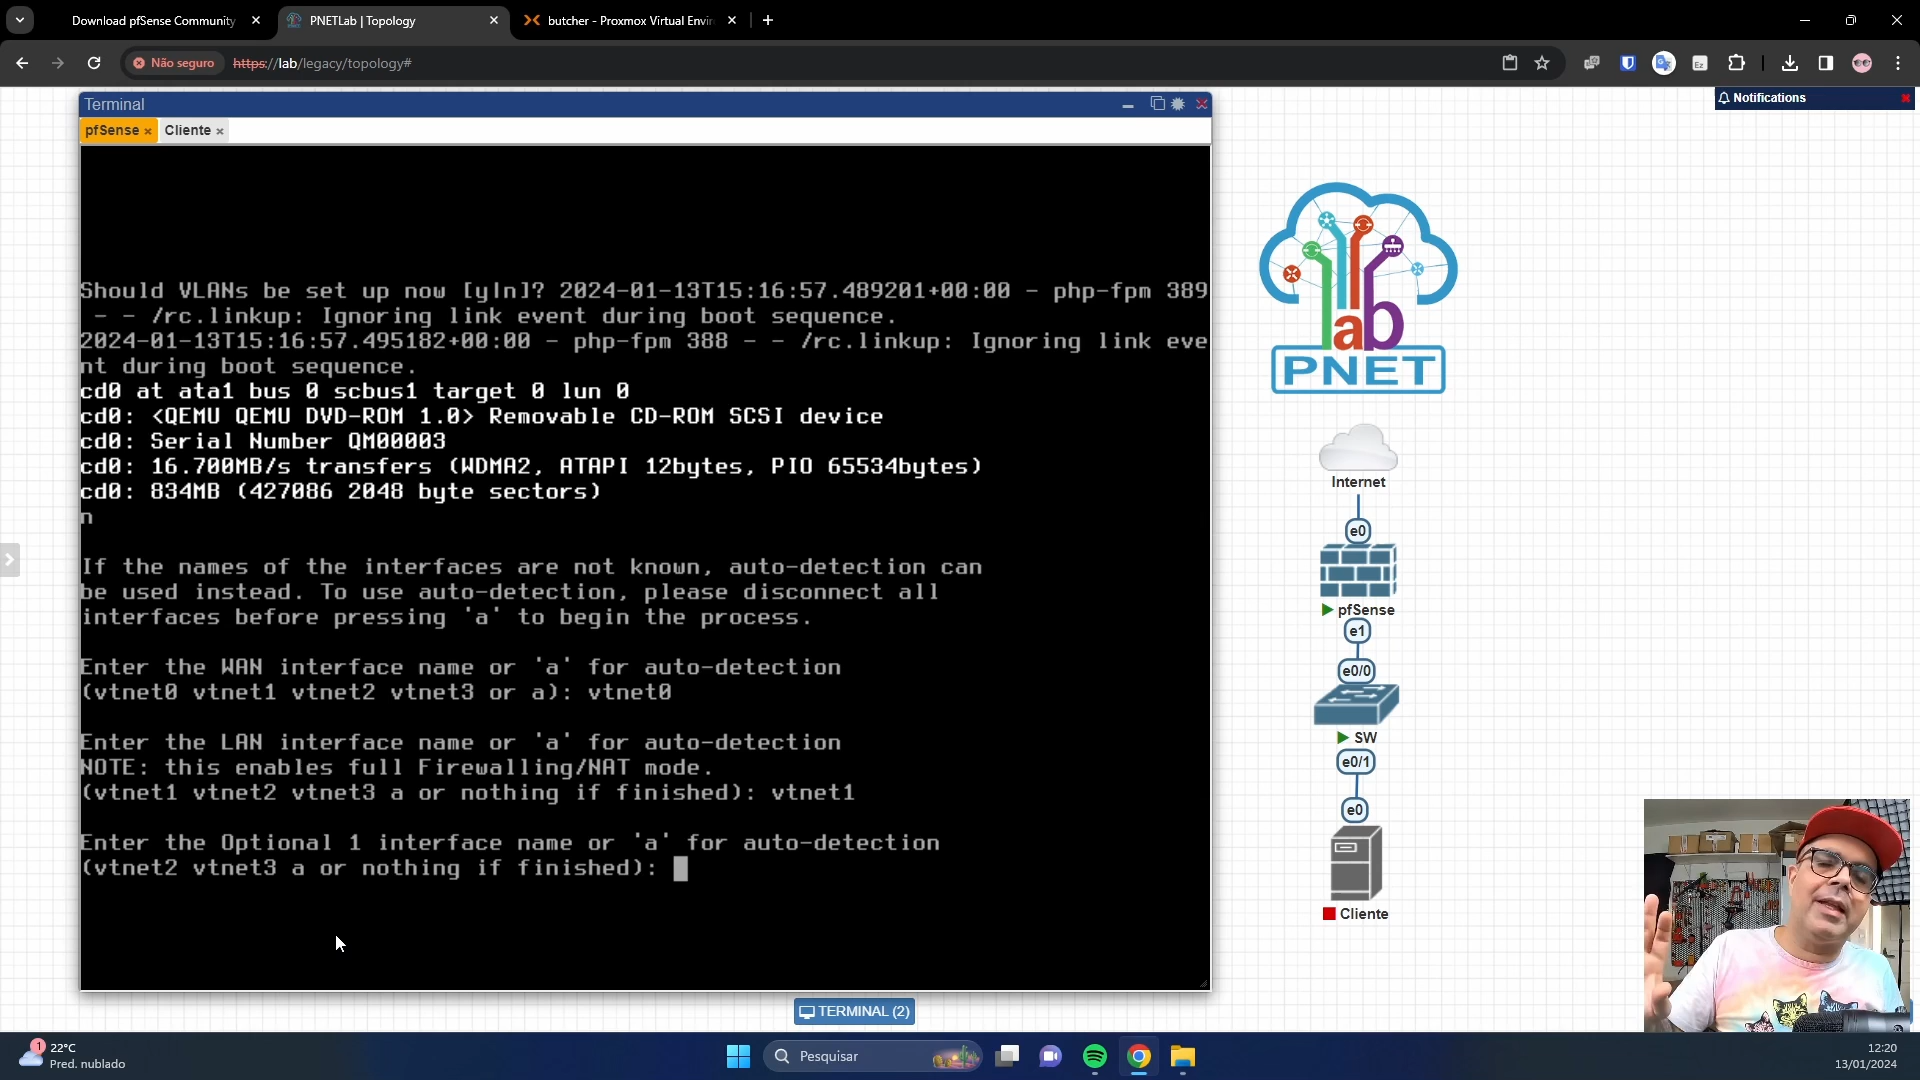 Download pfSense Community
PNETLab | Topology
butcher - Proxmox Virtual Envir
Não seguro
https://lab/legacy/topology#
Notifications
Terminal
pfSense
Cliente
Should VLANs be set up now [y|n]? 2024-01-13T15:16:57.489201+00:00 - php-fpm 389
- - /rc.linkup: Ignoring link event during boot sequence.
2024-01-13T15:16:57.495182+00:00 - php-fpm 388 - - /rc.linkup: Ignoring link eve
nt during boot sequence.
cd0 at ata1 bus 0 scbus1 target 0 lun 0
cd0: <QEMU QEMU DVD-ROM 1.0> Removable CD-ROM SCSI device
cd0: Serial Number QM00003
cd0: 16.700MB/s transfers (WDMA2, ATAPI 12bytes, PIO 65534bytes)
cd0: 834MB (427086 2048 byte sectors)
n
If the names of the interfaces are not known, auto-detection can
be used instead. To use auto-detection, please disconnect all
interfaces before pressing 'a' to begin the process.
Enter the WAN interface name or 'a' for auto-detection
(vtnet0 vtnet1 vtnet2 vtnet3 or a): vtnet0
Enter the LAN interface name or 'a' for auto-detection
NOTE: this enables full Firewalling/NAT mode.
(vtnet1 vtnet2 vtnet3 a or nothing if finished): vtnet1
Enter the Optional 1 interface name or 'a' for auto-detection
(vtnet2 vtnet3 a or nothing if finished):
lab
PNET
Internet
e0
pfSense
e1
e0/0
SW
e0/1
e0
Cliente
TERMINAL (2)
1
22°C
Pred. nublado
Pesquisar
12:20
13/01/2024